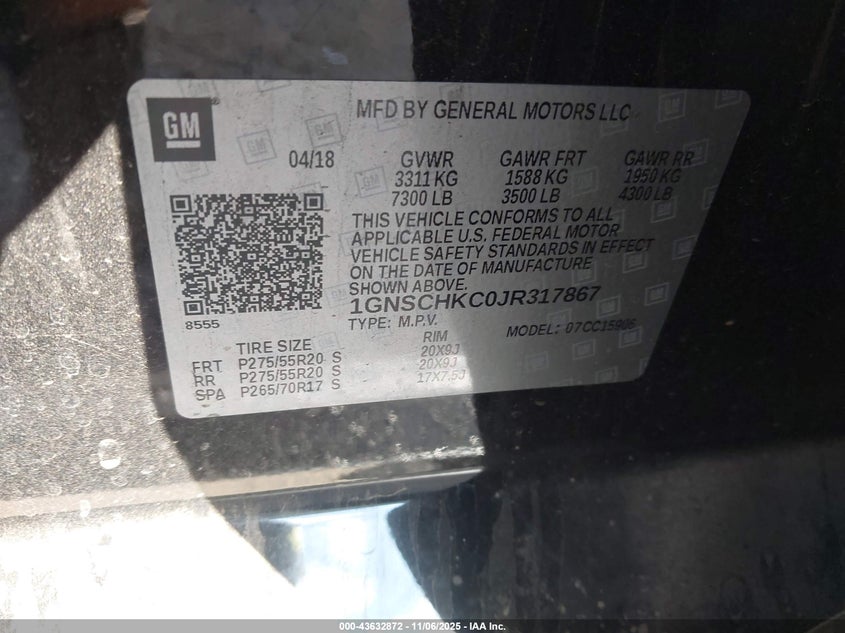 GM
MFD BY GENERAL MOTORS LLC
04/18 GVWR GAWR FRT GAWR RR
3311 KG 1588 KG 1950 KG
7300 LB 3500 LB 4300 LB
THIS VEHICLE CONFORMS TO ALL
APPLICABLE U.S. FEDERAL MOTOR
VEHICLE SAFETY STANDARDS IN EFFECT
ON THE DATE OF MANUFACTURE
SHOWN ABOVE.
1GNSCHKC0JR317867
8555
TYPE: M.P.V. MODEL: 07CC15906
TIRE SIZE RIM
FRT P275/55R20 S 20X9J
RR P275/55R20 S 20X9J
SPA P265/70R17 S 17X7.5J
000-43632872 - 11/06/2025 - IAA Inc.